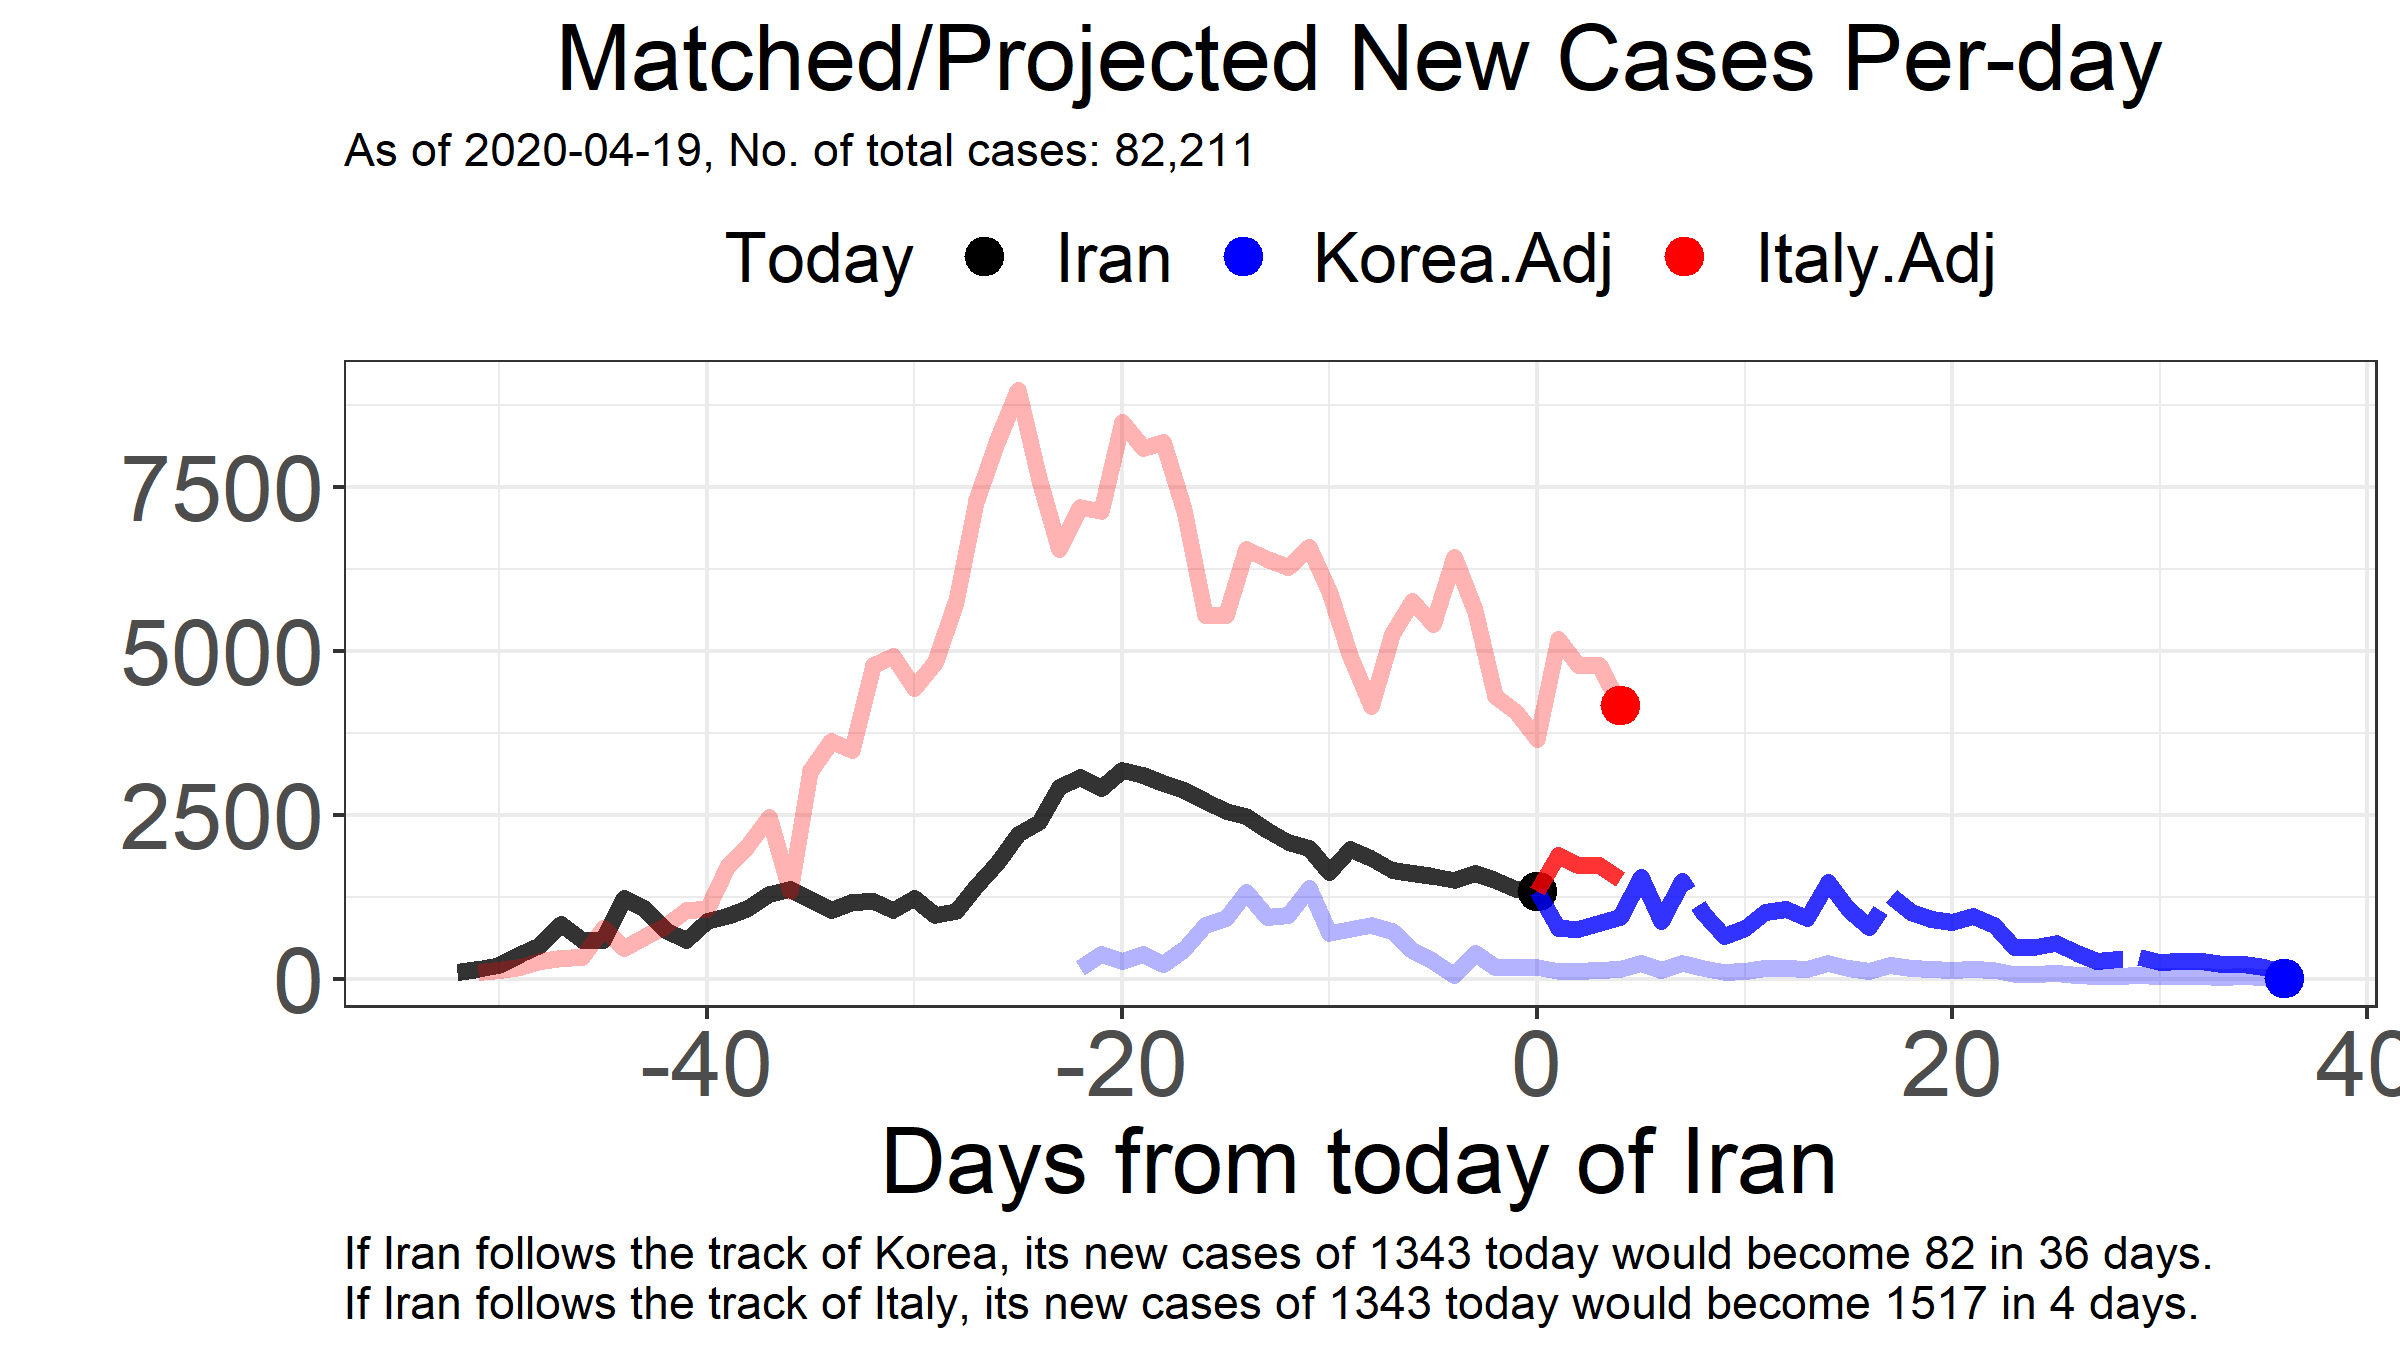 Matched/Projected New Cases Per-day
As of 2020-04-19, No. of total cases: 82,211
Today Iran Korea.Adj Italy.Adj
7500
5000
2500
0
-40 -20 0 20 40
Days from today of Iran
If Iran follows the track of Korea, its new cases of 1343 today would become 82 in 36 days.
If Iran follows the track of Italy, its new cases of 1343 today would become 1517 in 4 days.